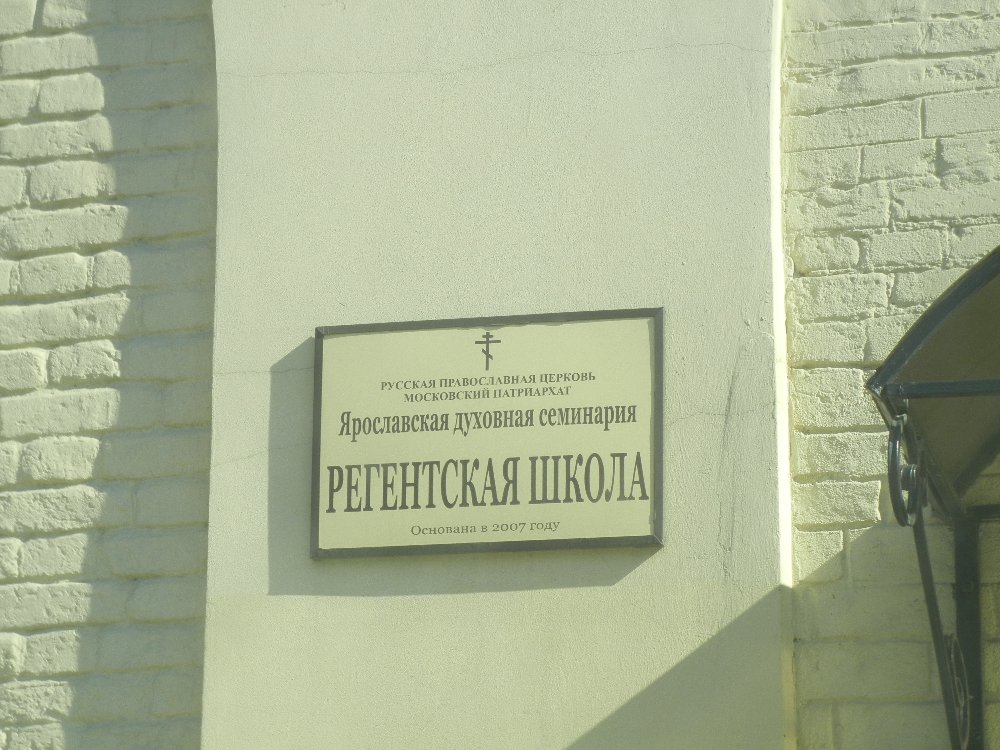 РУССКАЯ ПРАВОСЛАВНАЯ ЦЕРКОВЬ
МОСКОВСКИЙ ПАТРИАРХАТ
Ярославская духовная семинария
РЕГЕНТСКАЯ ШКОЛА
Основана в 2007 году